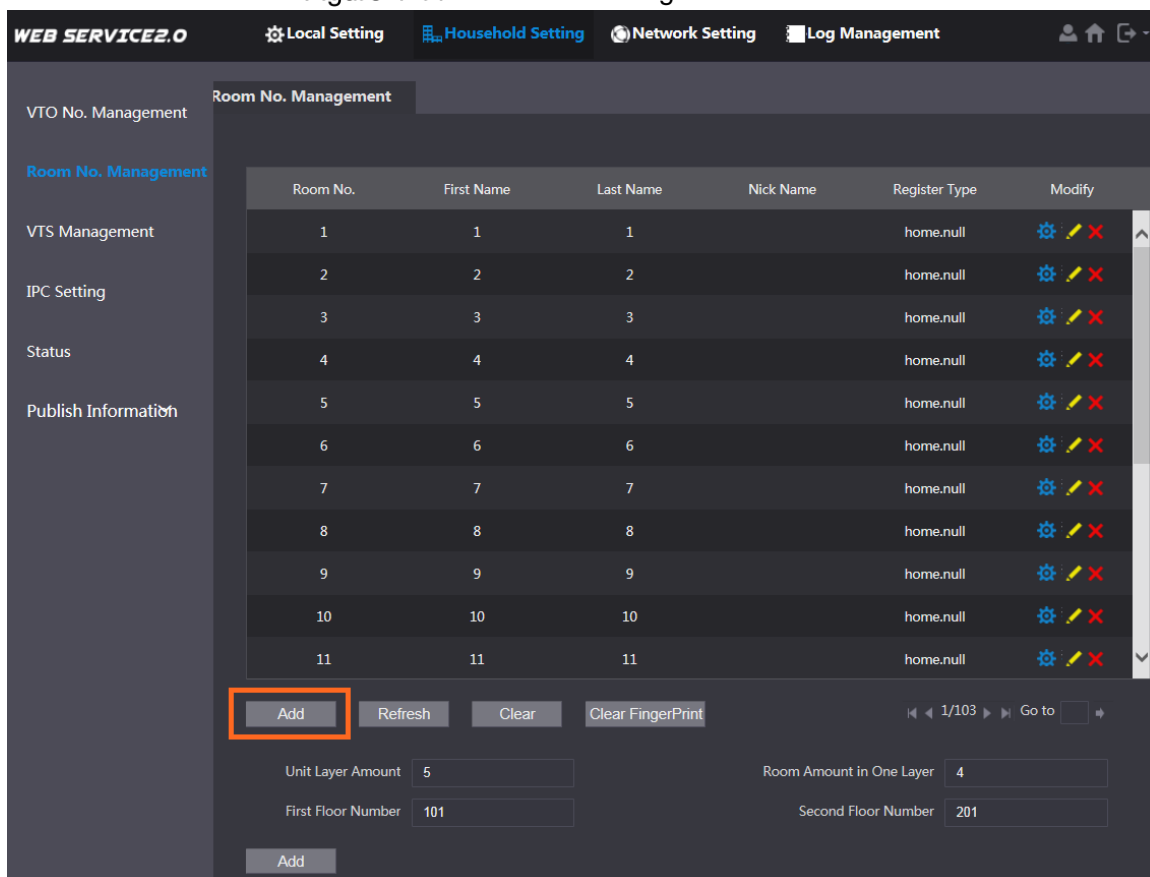 WEB SERVICE2.0 Local Setting Household Setting Network Setting Log Management
VTO No. Management
Room No. Management
VTS Management
IPC Setting
Status
Publish Information
Room No. Management
Room No. First Name Last Name Nick Name Register Type Modify
1 1 1 home.null
2 2 2 home.null
3 3 3 home.null
4 4 4 home.null
5 5 5 home.null
6 6 6 home.null
7 7 7 home.null
8 8 8 home.null
9 9 9 home.null
10 10 10 home.null
11 11 11 home.null
Add Refresh Clear Clear FingerPrint 1/103 Go to
Unit Layer Amount 5 Room Amount in One Layer 4
First Floor Number 101 Second Floor Number 201
Add